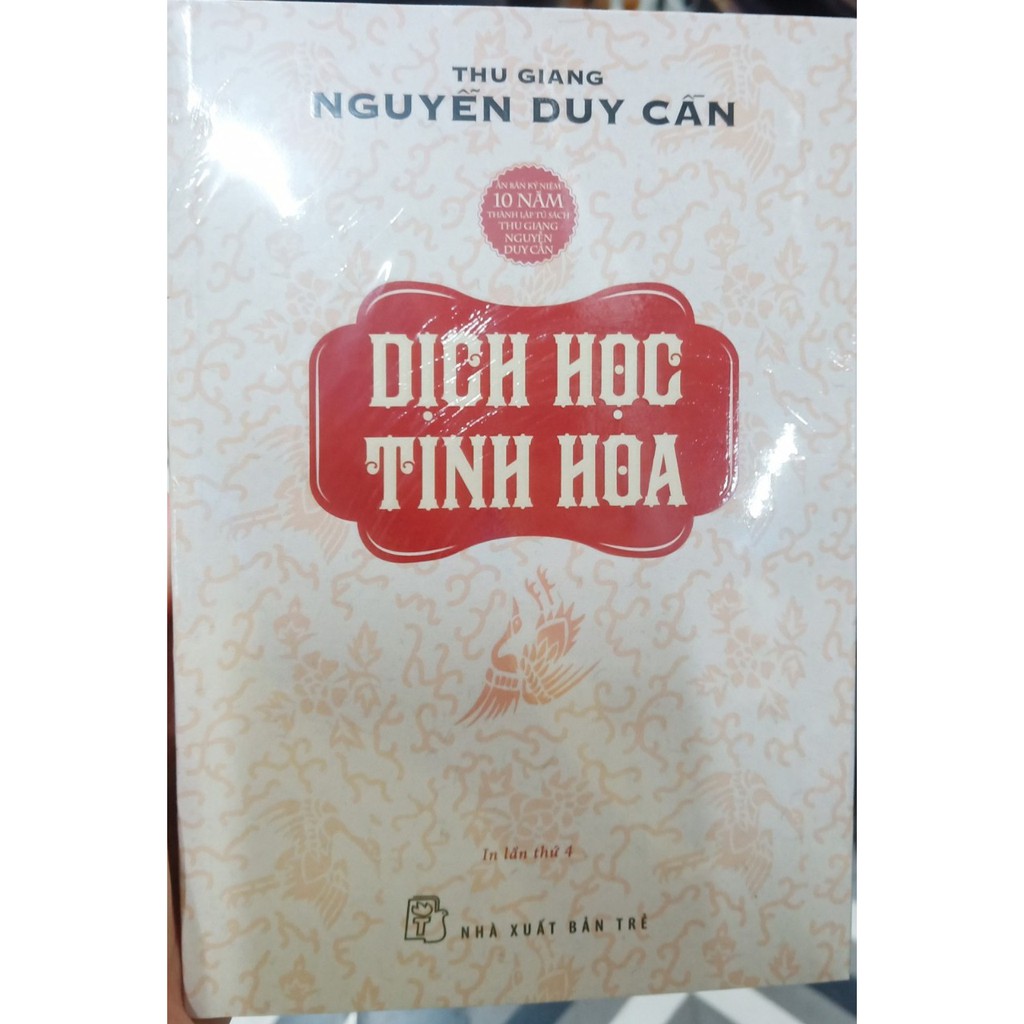 THU GIANG
NGUYỄN DUY CẦN
ẤN BẢN KỶ NIỆM
10 NĂM
THÀNH LẬP TỦ SÁCH
THU GIANG
NGUYỄN
DUY CẦN
DỊCH HỌC
TINH HOA
In lần thứ 4
NHÀ XUẤT BẢN TRẺ